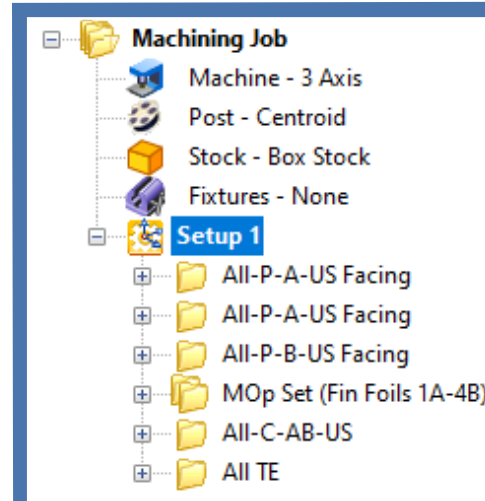 Machining Job
Machine - 3 Axis
Post - Centroid
Stock - Box Stock
Fixtures - None
Setup 1
All-P-A-US Facing
All-P-A-US Facing
All-P-B-US Facing
MOp Set (Fin Foils 1A-4B)
All-C-AB-US
All TE